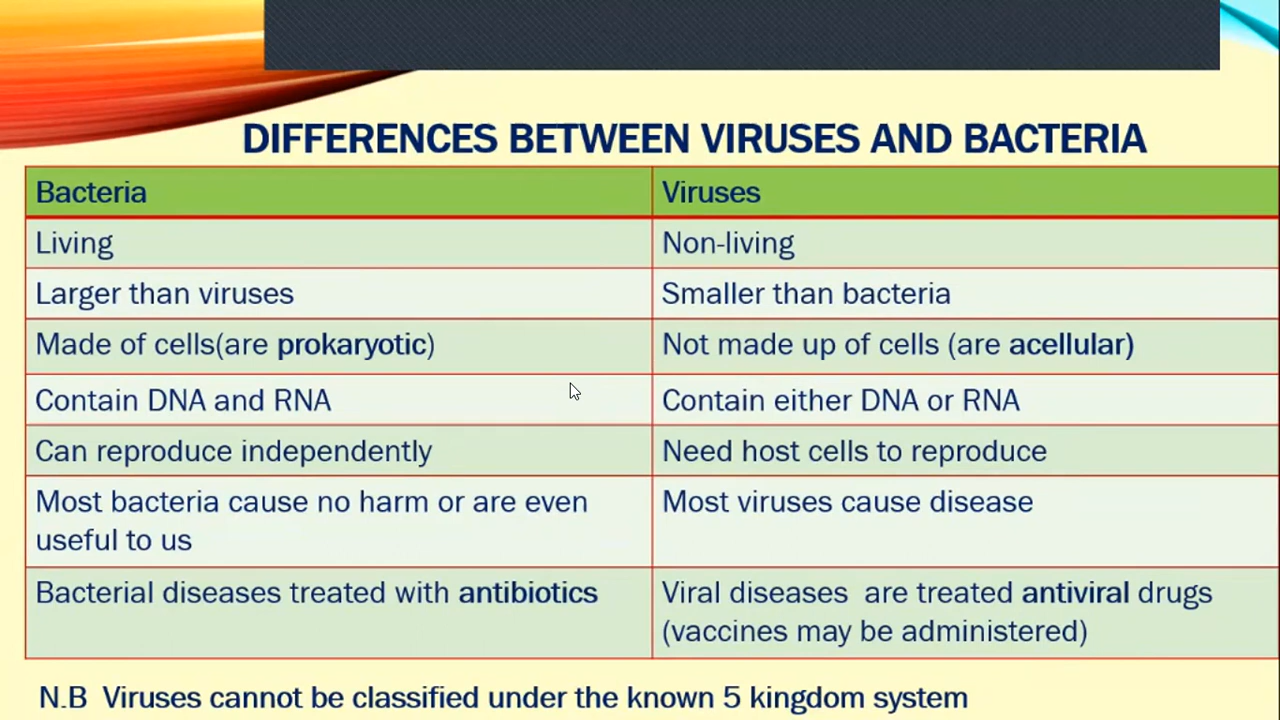 DIFFERENCES BETWEEN VIRUSES AND BACTERIA
Bacteria
Viruses
Living
Non-living
Larger than viruses
Smaller than bacteria
Made of cells(are prokaryotic)
Not made up of cells (are acellular)
Contain DNA and RNA
Contain either DNA or RNA
Can reproduce independently
Need host cells to reproduce
Most bacteria cause no harm or are even
useful to us
Most viruses cause disease
Bacterial diseases treated with antibiotics
Viral diseases  are treated antiviral drugs
(vaccines may be administered)
N.B  Viruses cannot be classified under the known 5 kingdom system